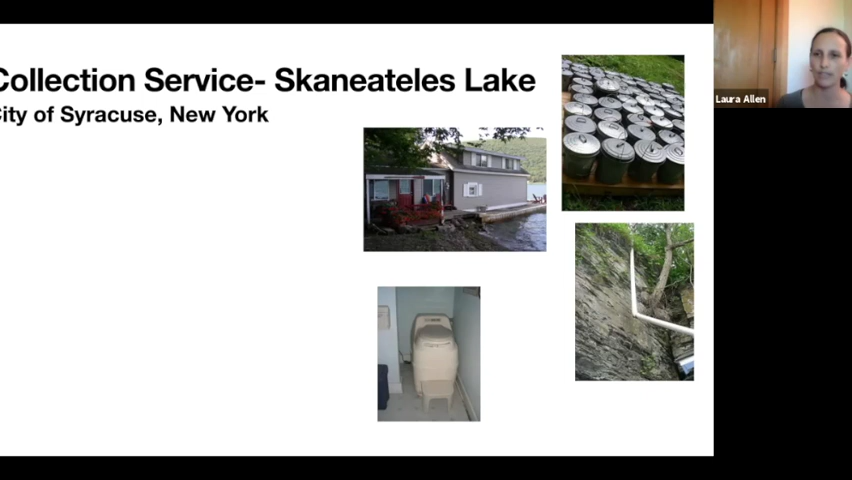 Collection Service- Skaneateles Lake
City of Syracuse, New York
Laura Allen